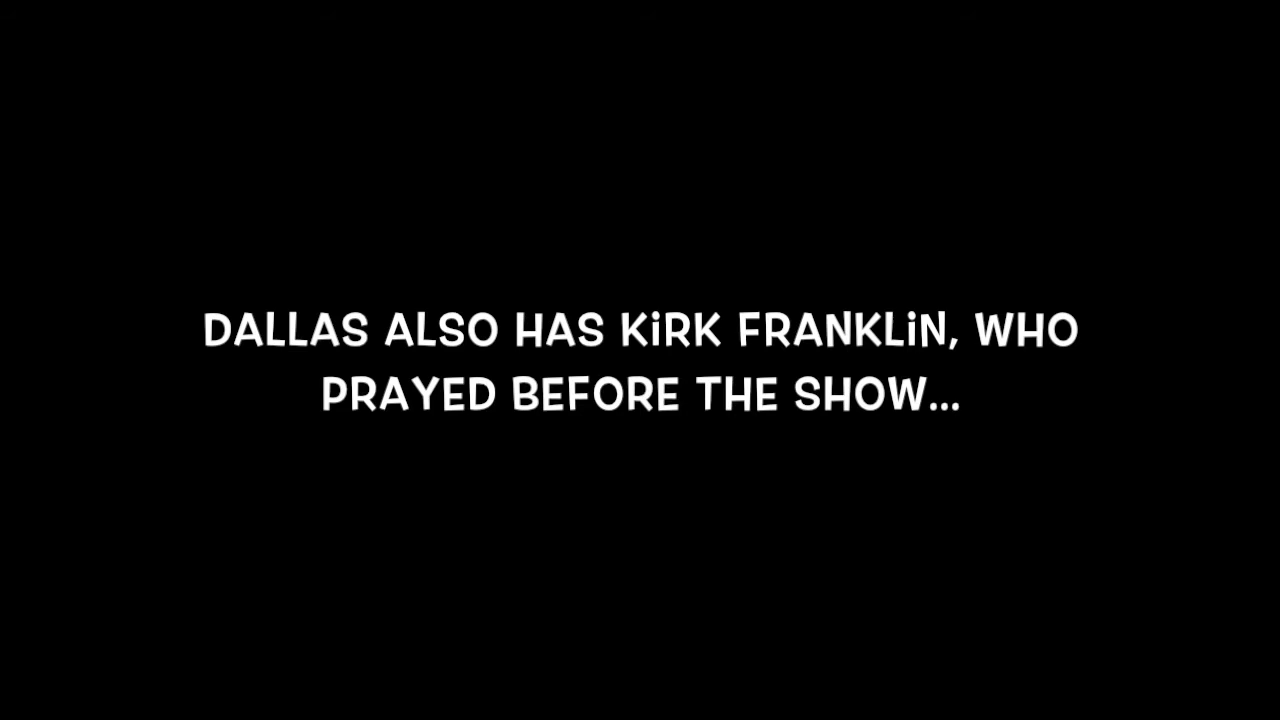 DALLAS ALSO HAS KiRK FRANKLiN, WHO
PRAYED BEFORE THE SHOW...